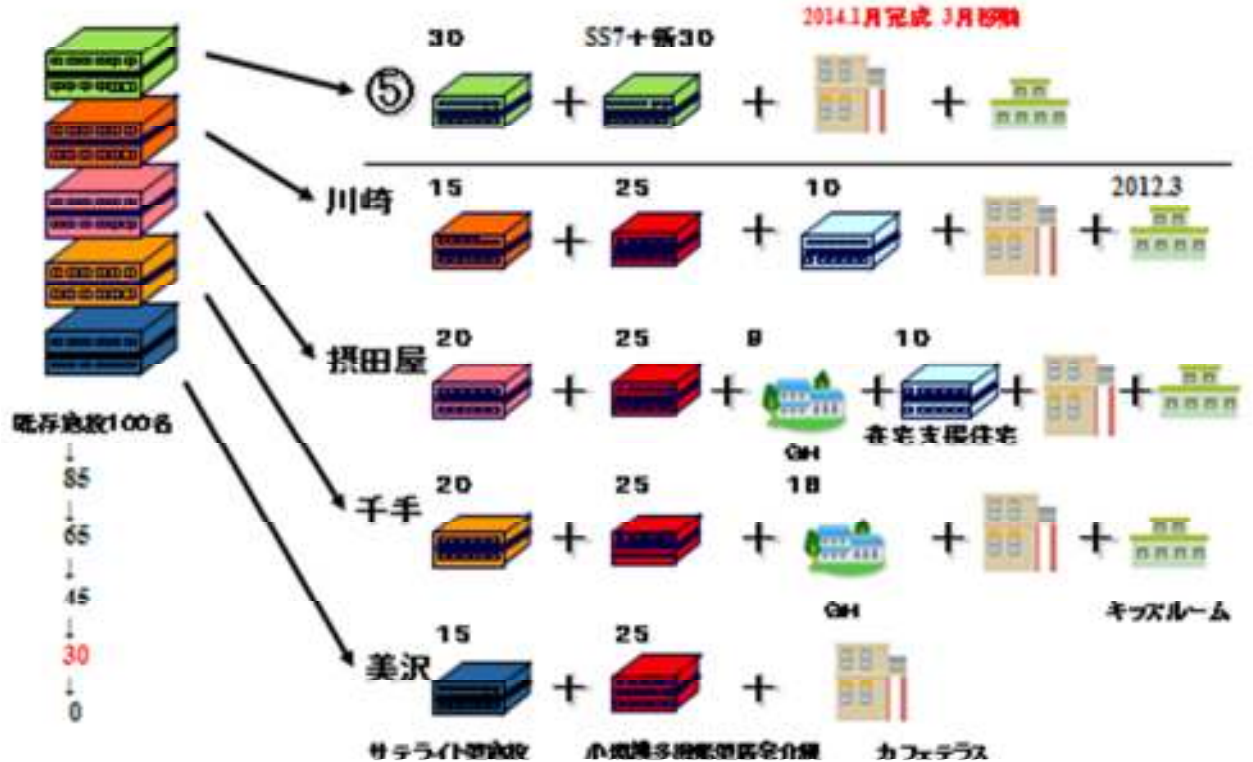 2014.1月完成 3月移動
30 SS7+新30
⑤
川崎 15 25 10 2012.3
摂田屋 20 25 9 10
既存施設100名
GH 在宅支援住宅
↓
85
千手 20 25 18
↓
65
↓
45
GH キッズルーム
↓
30
美沢 15 25
↓
0
サテライト型施設 小規模多機能型居宅介護 カフェテラス